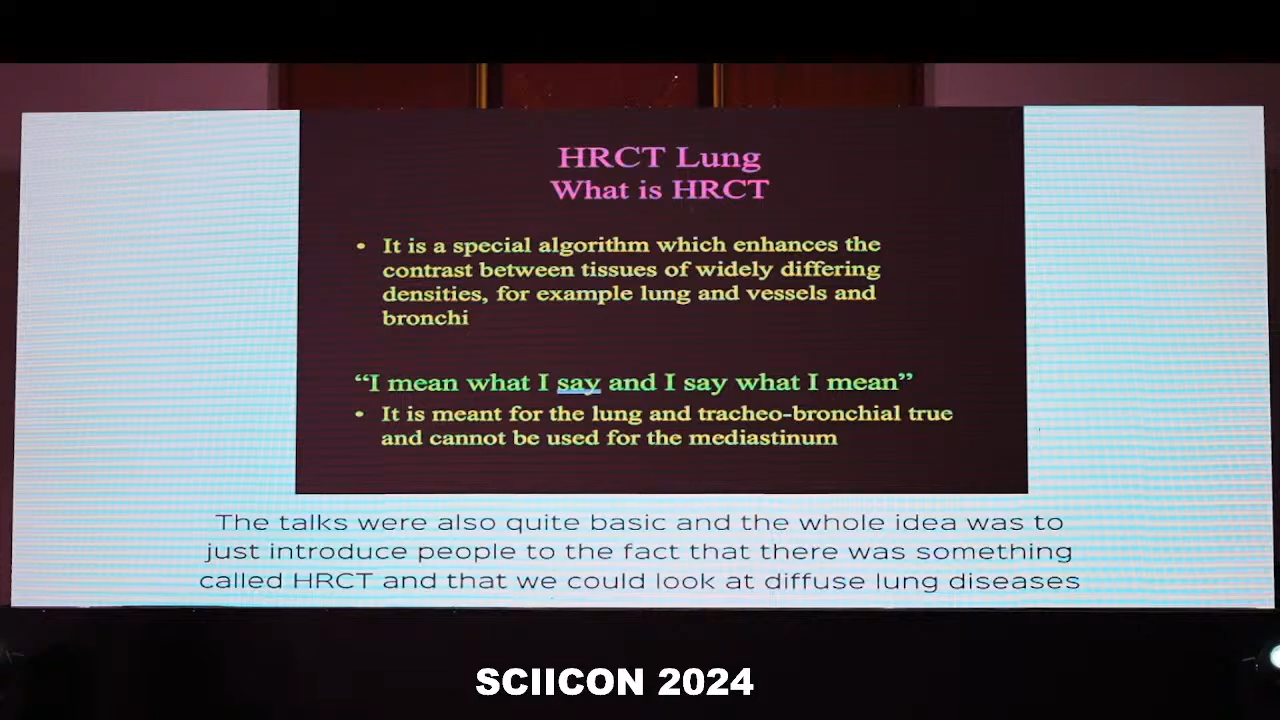 HRCT Lung
What is HRCT
• It is a special algorithm which enhances the
contrast between tissues of widely differing
densities, for example lung and vessels and
bronchi
“I mean what I say and I say what I mean”
• It is meant for the lung and tracheo-bronchial true
and cannot be used for the mediastinum
The talks were also quite basic and the whole idea was to
just introduce people to the fact that there was something
called HRCT and that we could look at diffuse lung diseases
SCIICON 2024